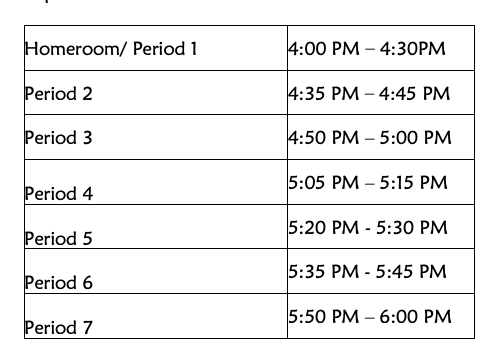 Homeroom/ Period 1 4:00 PM – 4:30PM
Period 2 4:35 PM – 4:45 PM
Period 3 4:50 PM – 5:00 PM
Period 4 5:05 PM – 5:15 PM
Period 5 5:20 PM - 5:30 PM
Period 6 5:35 PM - 5:45 PM
Period 7 5:50 PM – 6:00 PM